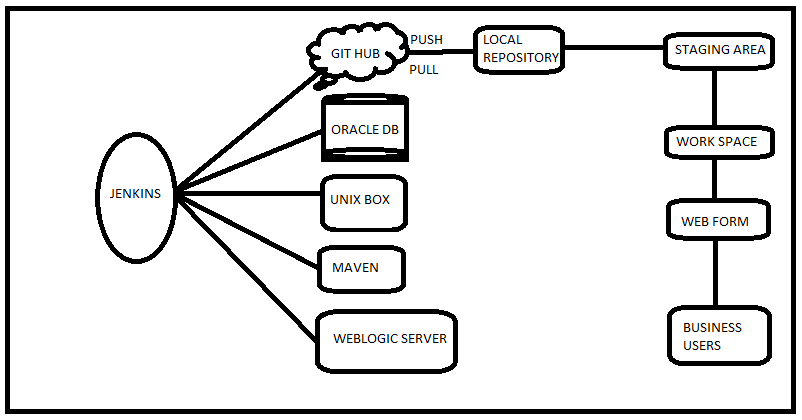 GIT HUB
PUSH
PULL
LOCAL
REPOSITORY
STAGING AREA
ORACLE DB
WORK SPACE
JENKINS
UNIX BOX
WEB FORM
MAVEN
WEBLOGIC SERVER
BUSINESS
USERS